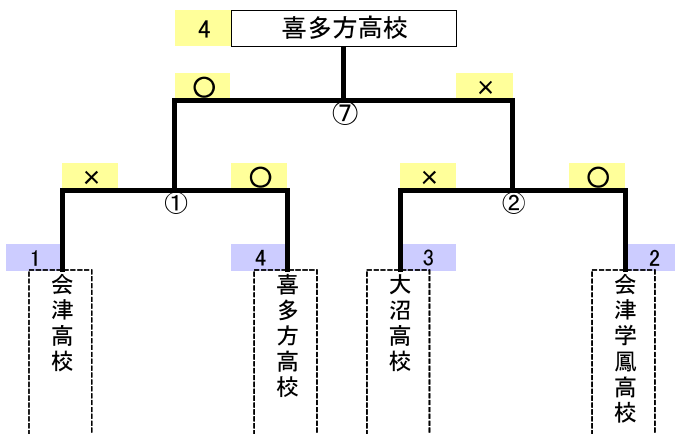 4 喜多方高校
○ ×
⑦
× ○ × ○
① ②
1 4 3 2
会津高校
喜多方高校
大沼高校
会津学鳳高校